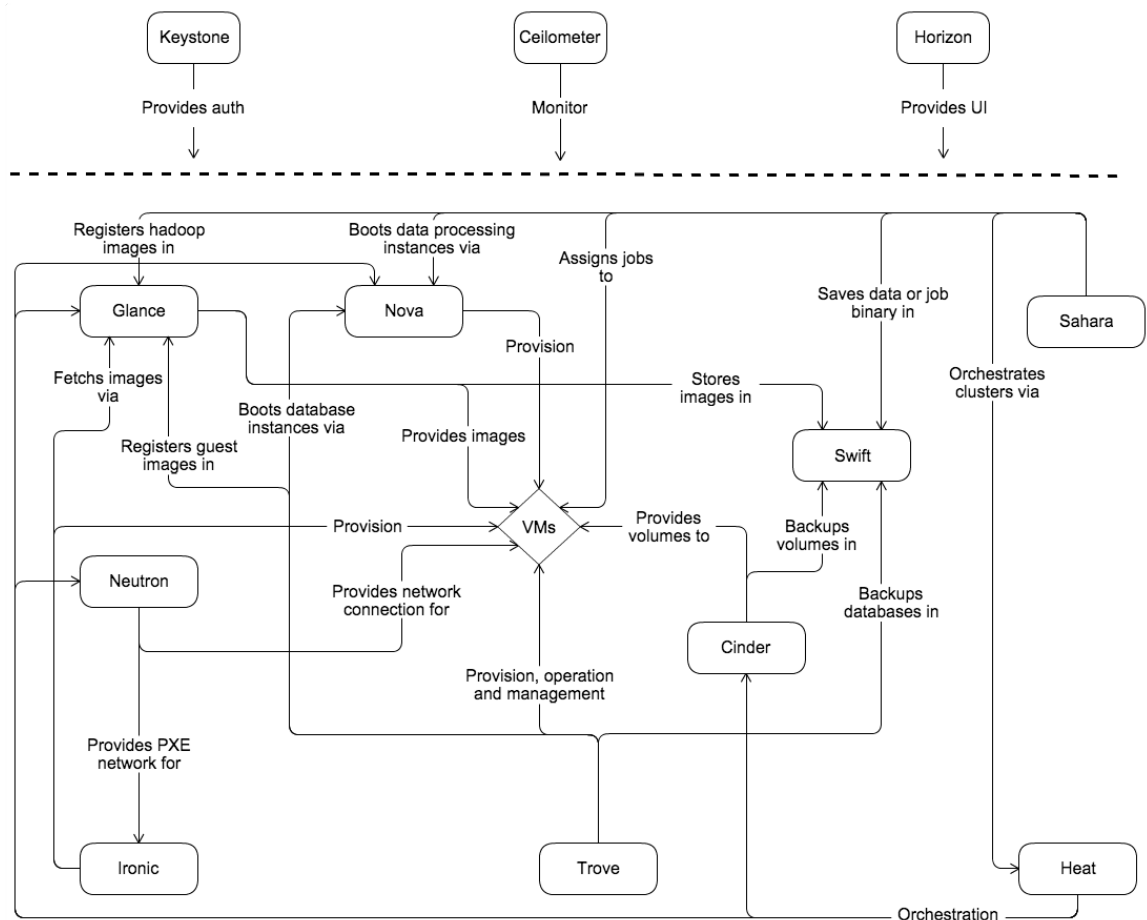 Keystone
Ceilometer
Horizon
Provides auth
Monitor
Provides UI
Registers hadoop
images in
Boots data processing
instances via
Assigns jobs
to
Saves data or job
binary in
Glance
Nova
Sahara
Provision
Fetchs images
via
Stores
images in
Orchestrates
clusters via
Boots database
instances via
Provides images
Registers guest
images in
Swift
Provision
VMs
Provides
volumes to
Backups
volumes in
Neutron
Provides network
connection for
Backups
databases in
Cinder
Provision, operation
and management
Provides PXE
network for
Ironic
Trove
Heat
Orchestration